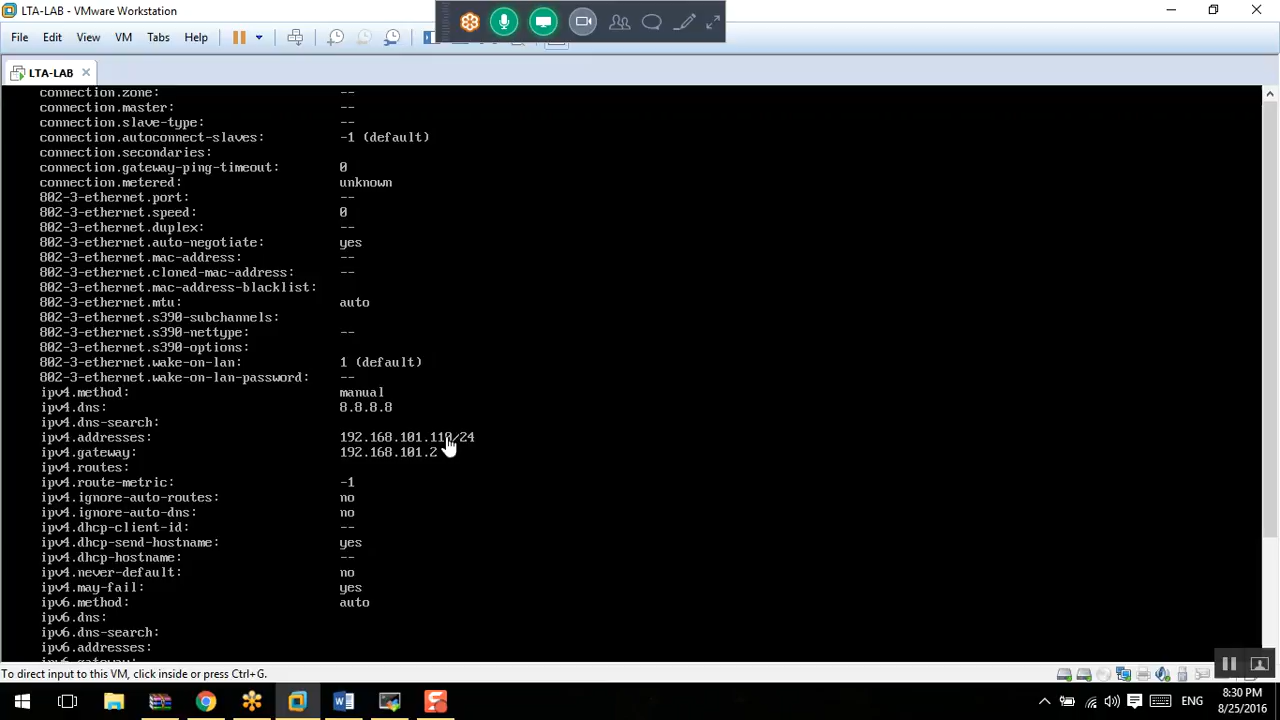 LTA-LAB - VMware Workstation
File Edit View VM Tabs Help
LTA-LAB
connection.zone: --
connection.master: --
connection.slave-type: --
connection.autoconnect-slaves: -1 (default)
connection.secondaries:
connection.gateway-ping-timeout: 0
connection.metered: unknown
802-3-ethernet.port: --
802-3-ethernet.speed: 0
802-3-ethernet.duplex: --
802-3-ethernet.auto-negotiate: yes
802-3-ethernet.mac-address: --
802-3-ethernet.cloned-mac-address: --
802-3-ethernet.mac-address-blacklist:
802-3-ethernet.mtu: auto
802-3-ethernet.s390-subchannels:
802-3-ethernet.s390-nettype: --
802-3-ethernet.s390-options:
802-3-ethernet.wake-on-lan: 1 (default)
802-3-ethernet.wake-on-lan-password: --
ipv4.method: manual
ipv4.dns: 8.8.8.8
ipv4.dns-search:
ipv4.addresses: 192.168.101.110/24
ipv4.gateway: 192.168.101.2
ipv4.routes:
ipv4.route-metric: -1
ipv4.ignore-auto-routes: no
ipv4.ignore-auto-dns: no
ipv4.dhcp-client-id: --
ipv4.dhcp-send-hostname: yes
ipv4.dhcp-hostname: --
ipv4.never-default: no
ipv4.may-fail: yes
ipv6.method: auto
ipv6.dns:
ipv6.dns-search:
ipv6.addresses:
ipv6.gateway:
To direct input to this VM, click inside or press Ctrl+G.
ENG
8:30 PM
8/25/2016